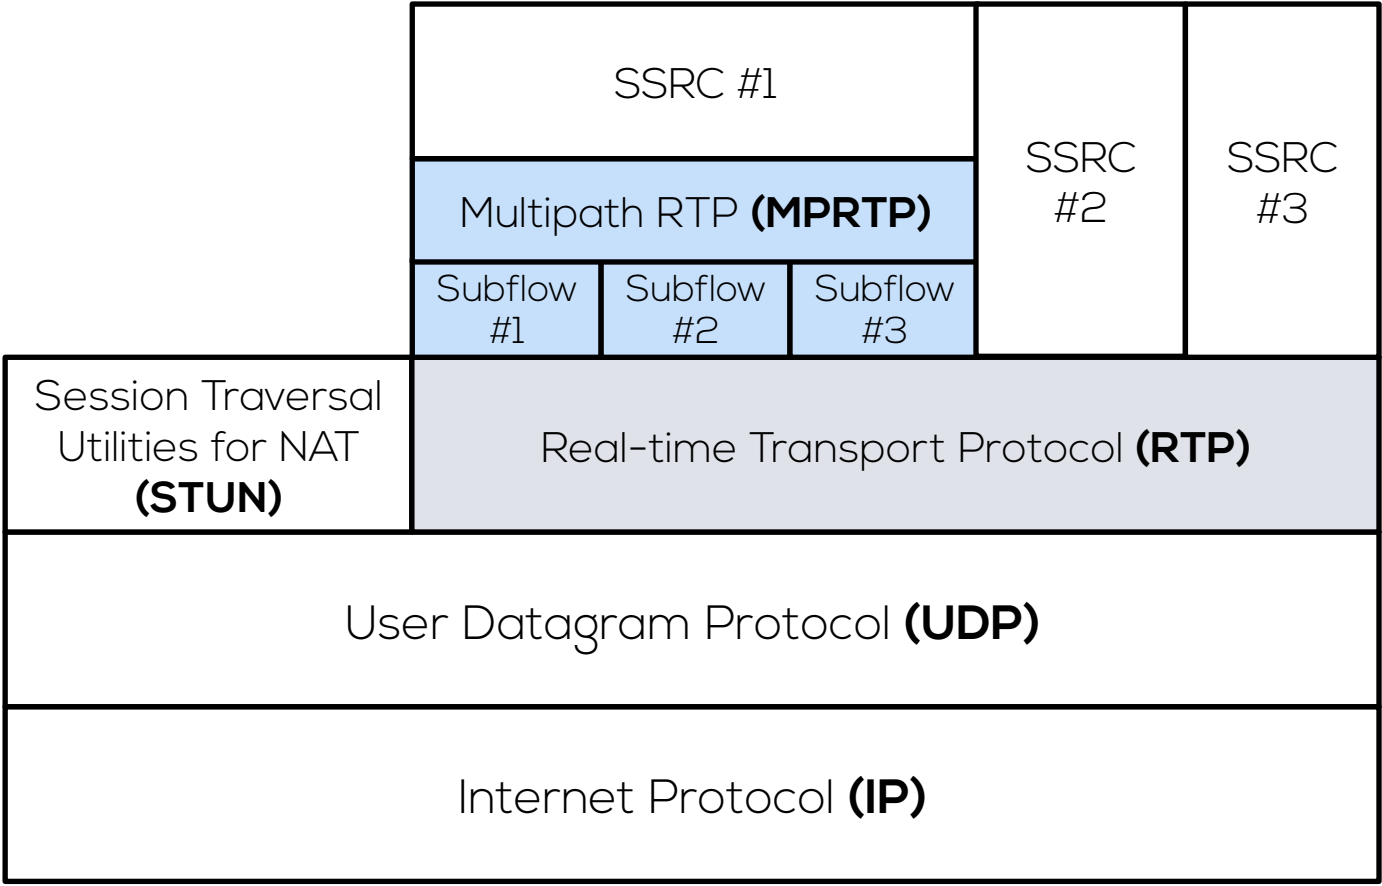 SSRC #1
SSRC
#2
SSRC
#3
Multipath RTP (MPRTP)
Subflow
#1
Subflow
#2
Subflow
#3
Session Traversal
Utilities for NAT
(STUN)
Real-time Transport Protocol (RTP)
User Datagram Protocol (UDP)
Internet Protocol (IP)